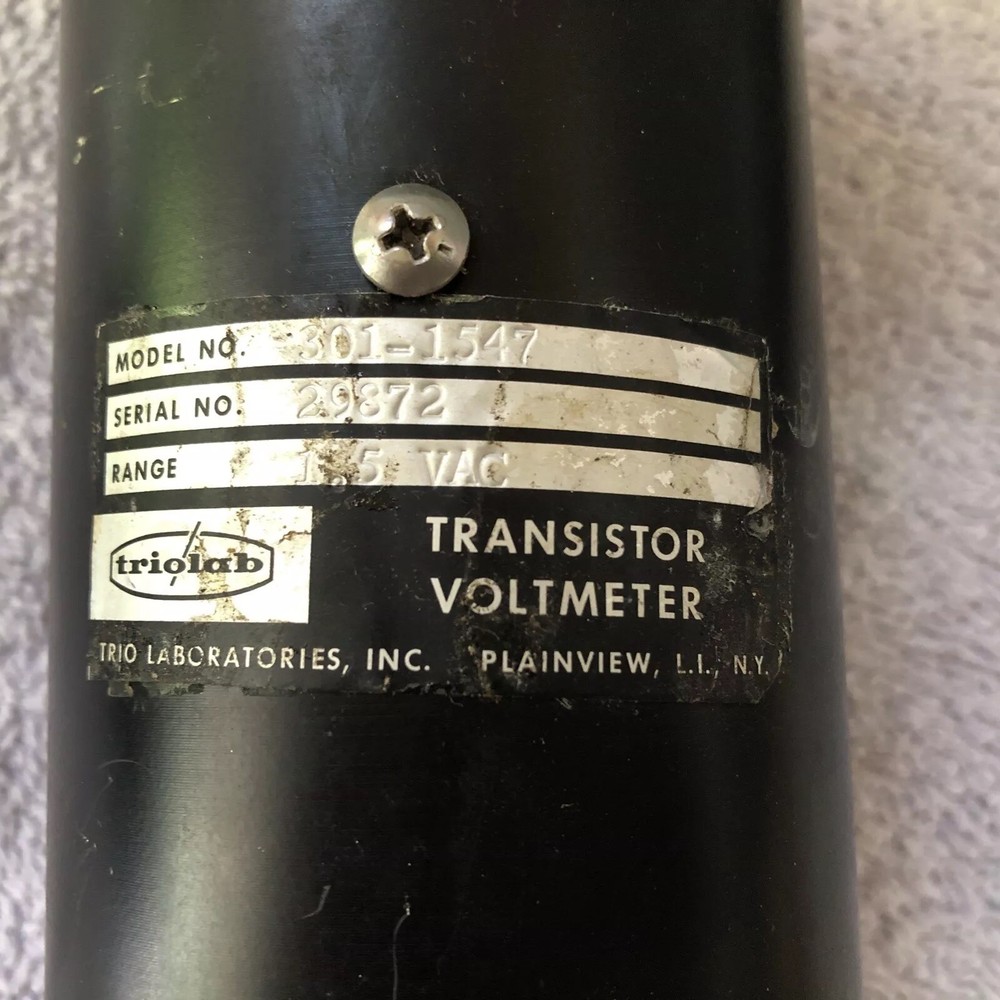 MODEL NO. 301-1547
SERIAL NO. 29872
RANGE 1.5 VAC
triolab
TRANSISTOR
VOLTMETER
TRIO LABORATORIES, INC. PLAINVIEW, L.I., N.Y.